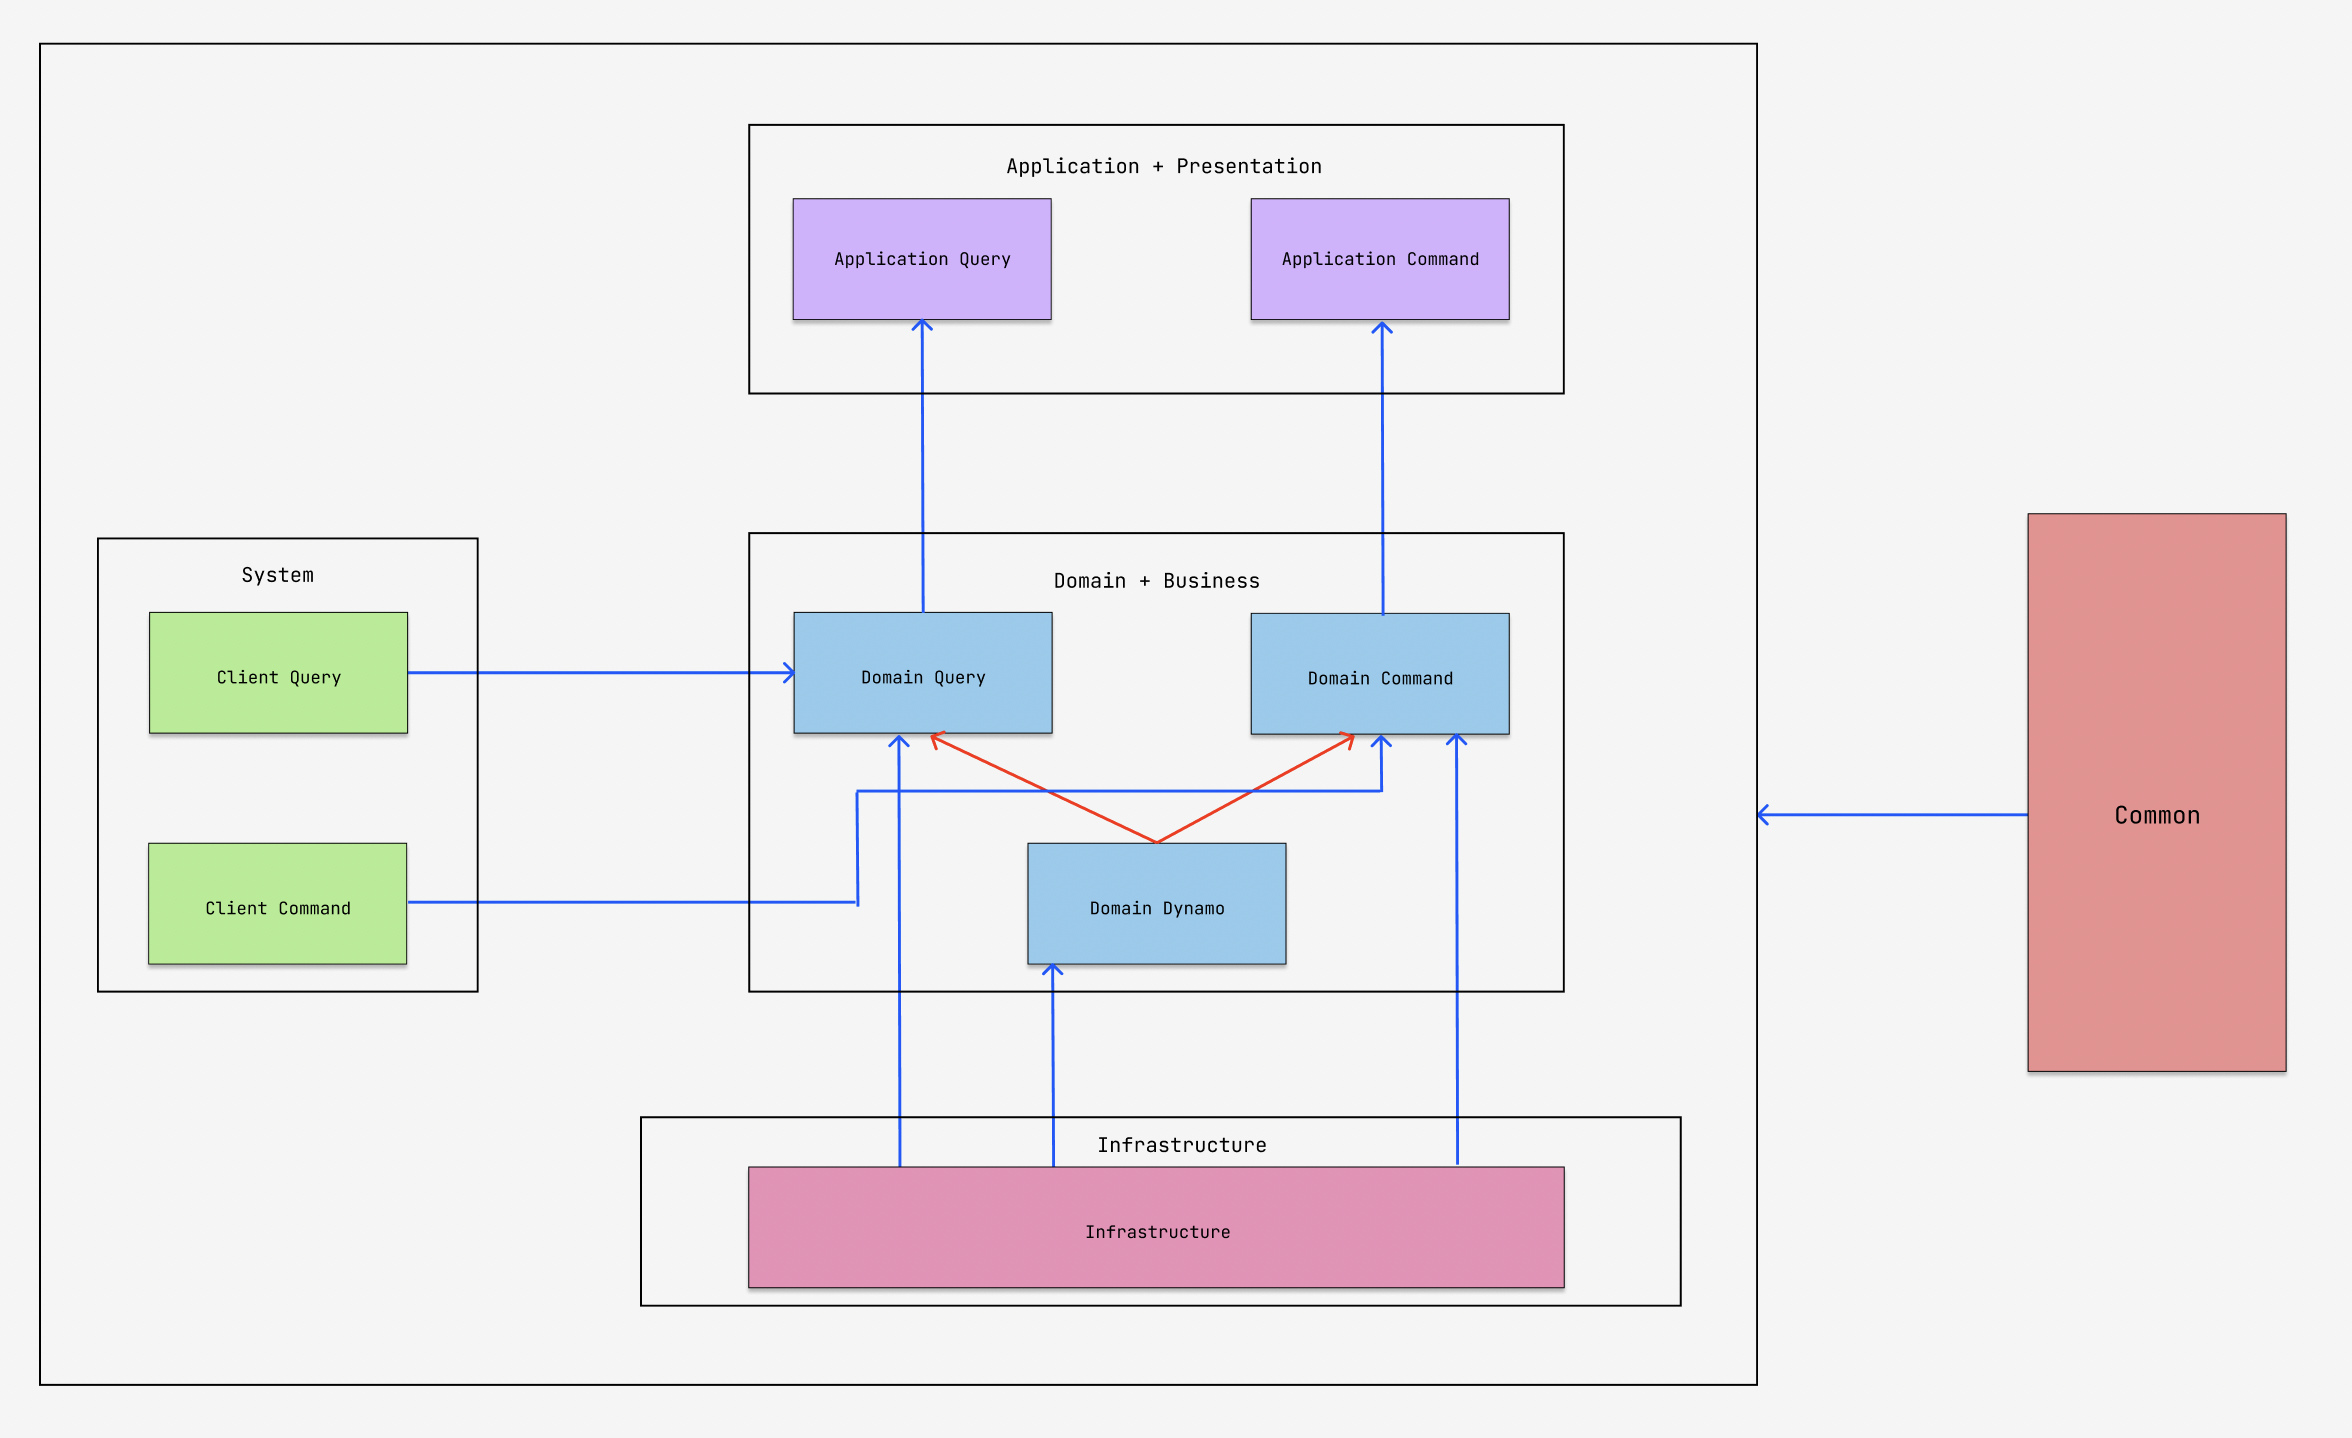 Application + Presentation
Application Query
Application Command
System
Client Query
Client Command
Domain + Business
Domain Query
Domain Command
Domain Dynamo
Infrastructure
Infrastructure
Common